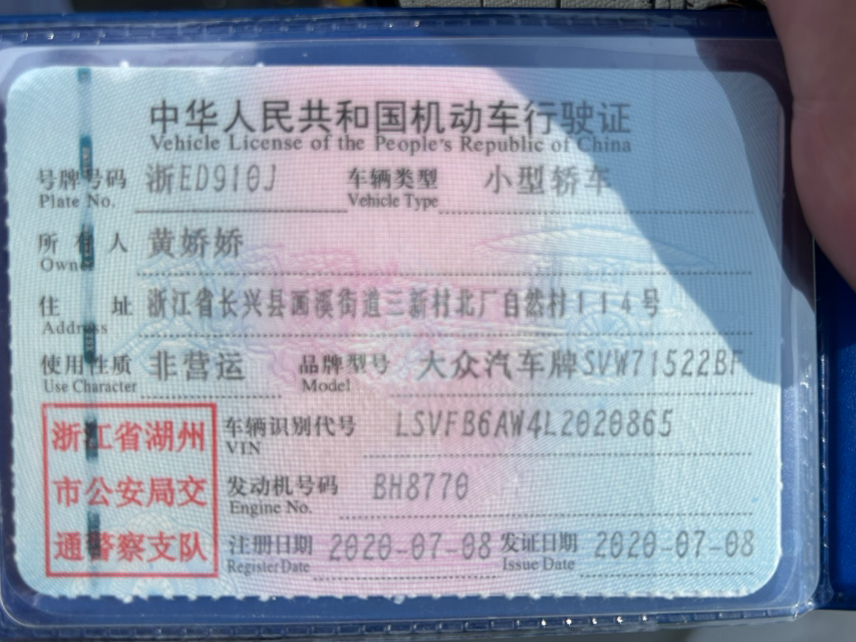 中华人民共和国机动车行驶证
Vehicle License of the People's Republic of China
号牌号码 浙ED910J 车辆类型 小型轿车
Plate No. Vehicle Type
所有人 黄娇娇
Owner
住址 浙江省长兴县画溪街道三新村北厂自然村114号
Address
使用性质 非营运 品牌型号 大众汽车牌SVW71522BF
Use Character Model
浙江省湖州 车辆识别代号 LSVFB6AW4L2020865
VIN
市公安局交 发动机号码 BH8770
Engine No.
通警察支队 注册日期 2020-07-08 发证日期 2020-07-08
Register Date Issue Date